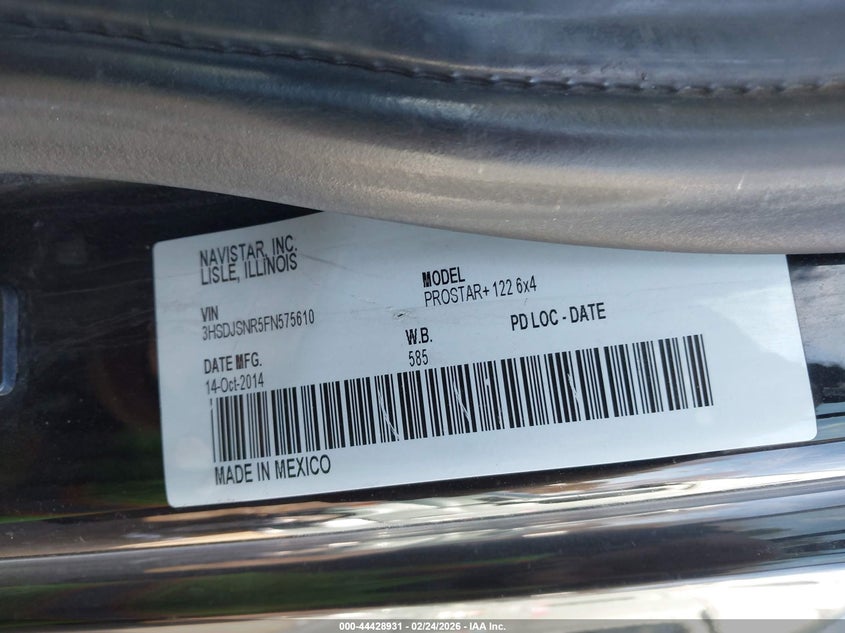 NAVISTAR, INC.
LISLE, ILLINOIS
MODEL
PROSTAR+ 122 6x4
VIN
3HSDJSNR5FN575610
W.B.
585
PD LOC - DATE
DATE MFG.
14-Oct-2014
MADE IN MEXICO
000-44428931 - 02/24/2026 - IAA Inc.